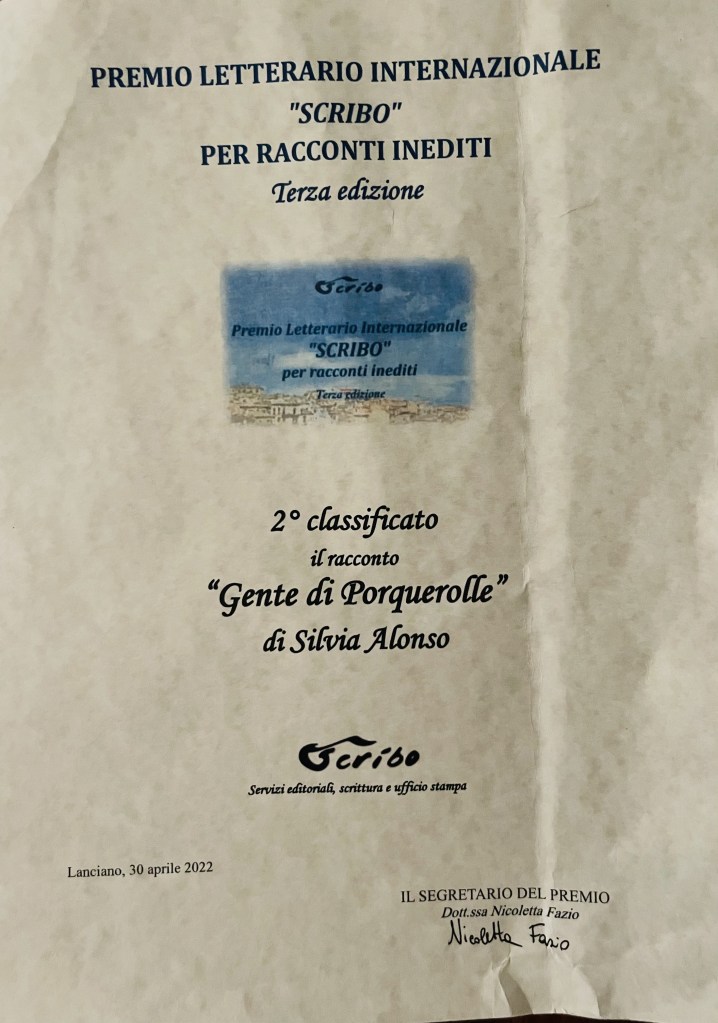 PREMIO LETTERARIO INTERNAZIONALE
"SCRIBO"
PER RACCONTI INEDITI
Terza edizione
Scribo
Premio Letterario Internazionale
"SCRIBO"
per racconti inediti
Terza edizione
2° classificato
il racconto
“Gente di Porquerolle”
di Silvia Alonso
Scribo
Servizi editoriali, scrittura e ufficio stampa
Lanciano, 30 aprile 2022
IL SEGRETARIO DEL PREMIO
Dott.ssa Nicoletta Fazio
Nicoletta Fazio